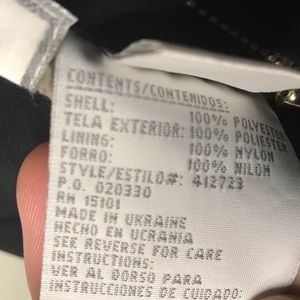 CONTENTS/CONTENIDOS:
SHELL: 100% POLYESTER
TELA EXTERIOR: 100% POLIESTER
LINING: 100% NYLON
FORRO: 100% NILON
STYLE/ESTILO#: 412723
P.O. 020330
RN 15101
MADE IN UKRAINE
HECHO EN UCRANIA
SEE REVERSE FOR CARE
INSTRUCTIONS:
VER AL DORSO PARA
INSTRUCCIONES DE CUIDADO: